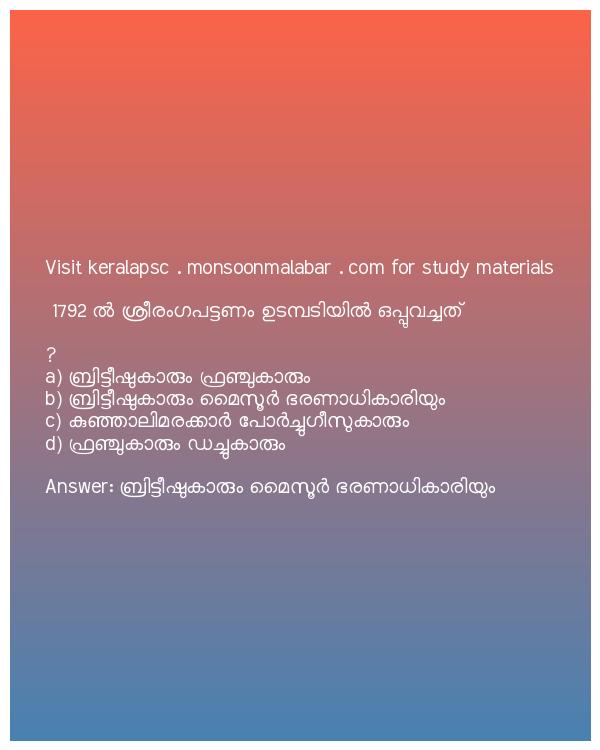 Visit keralapsc . monsoonmalabar . com for study materials
1792 ൽ ശ്രീരംഗപട്ടണം ഉടമ്പടിയിൽ ഒപ്പുവച്ചത്
?
a) ബ്രിട്ടീഷുകാരും ഫ്രഞ്ചുകാരും
b) ബ്രിട്ടീഷുകാരും മൈസൂർ ഭരണാധികാരിയും
c) കുഞ്ഞാലിമരക്കാർ പോർച്ചുഗീസുകാരും
d) ഫ്രഞ്ചുകാരും ഡച്ചുകാരും
Answer: ബ്രിട്ടീഷുകാരും മൈസൂർ ഭരണാധികാരിയും